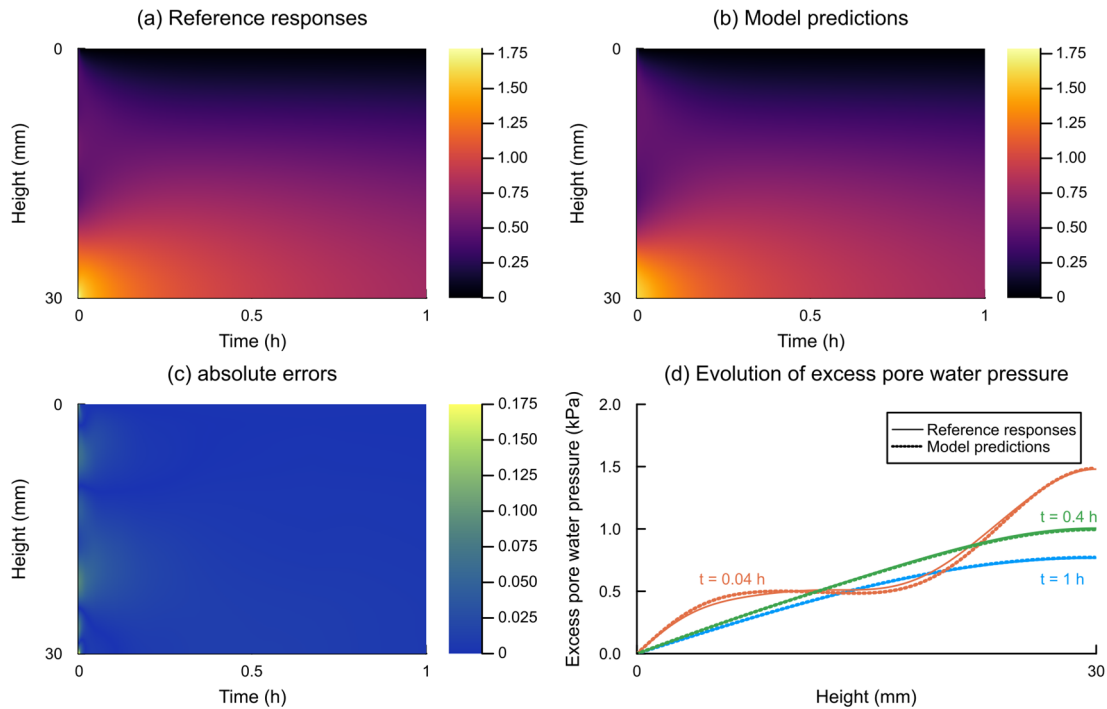 (a) Reference responses
0
30
Height (mm)
0
0.5
1
Time (h)
1.75
1.50
1.25
1.00
0.75
0.50
0.25
0
(b) Model predictions
0
30
Height (mm)
0
0.5
1
Time (h)
1.75
1.50
1.25
1.00
0.75
0.50
0.25
0
(c) absolute errors
0
30
Height (mm)
0
0.5
1
Time (h)
0.175
0.150
0.125
0.100
0.075
0.050
0.025
0
(d) Evolution of excess pore water pressure
Excess pore water pressure (kPa)
2.0
1.5
1.0
0.5
0.0
Reference responses
Model predictions
t = 0.4 h
t = 0.04 h
t = 1 h
0
30
Height (mm)